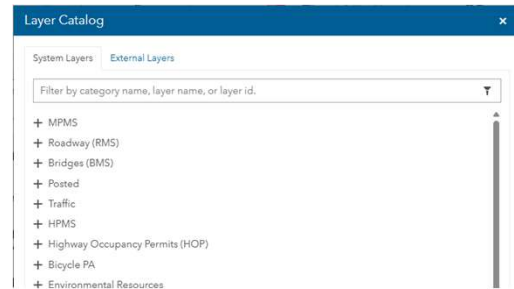 Layer Catalog ×
System Layers External Layers
Filter by category name, layer name, or layer id.
+ MPMS
+ Roadway (RMS)
+ Bridges (BMS)
+ Posted
+ Traffic
+ HPMS
+ Highway Occupancy Permits (HOP)
+ Bicycle PA
+ Environmental Resources